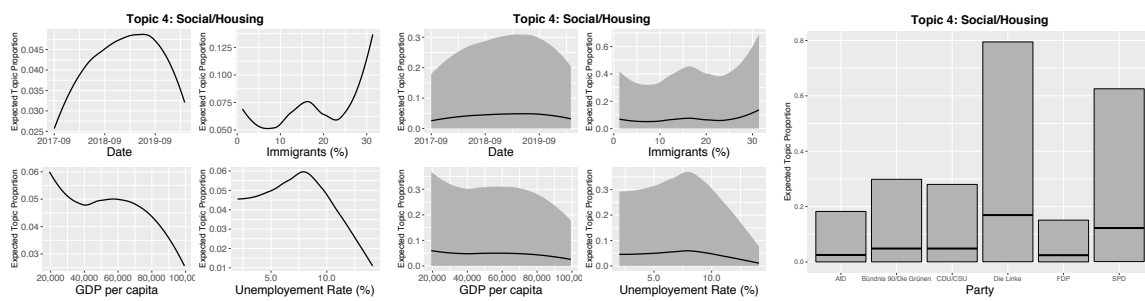 Topic 4: Social/Housing
Expected Topic Proportion
0.045
0.040
0.035
0.030
0.025
2017-09 2018-09 2019-09
Date
Expected Topic Proportion
0.125
0.100
0.075
0.050
0 10 20 30
Immigrants (%)
Expected Topic Proportion
0.06
0.05
0.04
0.03
20,000 40,000 60,000 80,000 100,000
GDP per capita
Expected Topic Proportion
0.06
0.05
0.04
0.03
0.02
0.01
5.0 10.0
Unemployement Rate (%)
Topic 4: Social/Housing
Expected Topic Proportion
0.3
0.2
0.1
0.0
2017-09 2018-09 2019-09
Date
Expected Topic Proportion
0.6
0.4
0.2
0.0
0 10 20 30
Immigrants (%)
Expected Topic Proportion
0.3
0.2
0.1
0.0
20,000 40,000 60,000 80,000 100,00
GDP per capita
Expected Topic Proportion
0.3
0.2
0.1
0.0
5.0 10.0
Unemployement Rate (%)
Topic 4: Social/Housing
Expected Topic Proportion
0.8
0.6
0.4
0.2
0.0
AfD Bündnis 90/Die Grünen CDU/CSU Die Linke FDP SPD
Party